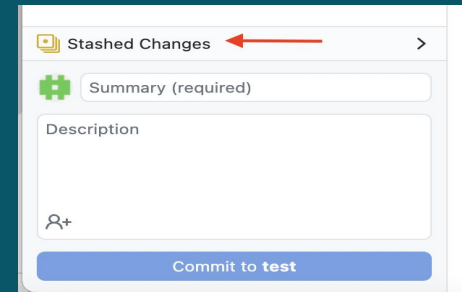 Stashed Changes
Summary (required)
Description
Commit to test